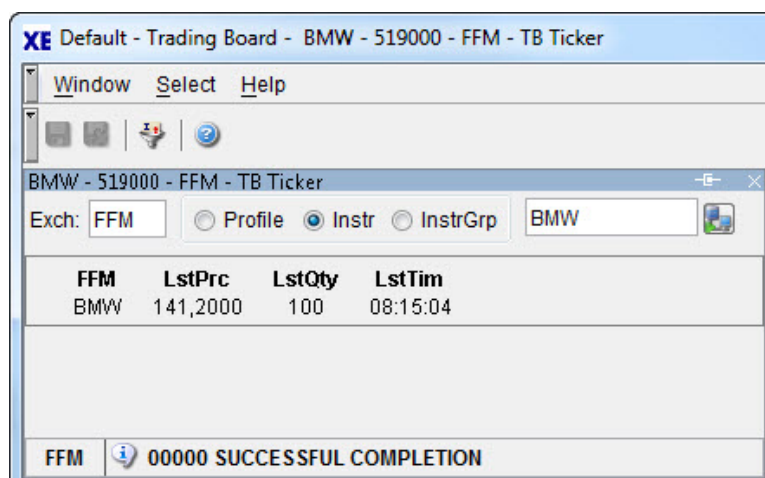 XE Default - Trading Board - BMW - 519000 - FFM - TB Ticker
Window Select Help
BMW - 519000 - FFM - TB Ticker
Exch: FFM Profile Instr InstrGrp BMW
FFM LstPrc LstQty LstTim
BMW 141,2000 100 08:15:04
FFM 00000 SUCCESSFUL COMPLETION